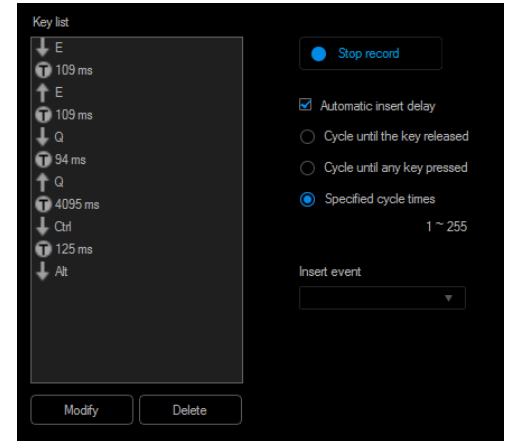 Key list
E
T 109 ms
E
T 109 ms
Q
T 94 ms
Q
T 4095 ms
Ctrl
T 125 ms
Alt
Modify
Delete
Stop record
Automatic insert delay
Cycle until the key released
Cycle until any key pressed
Specified cycle times
1 ~ 255
Insert event